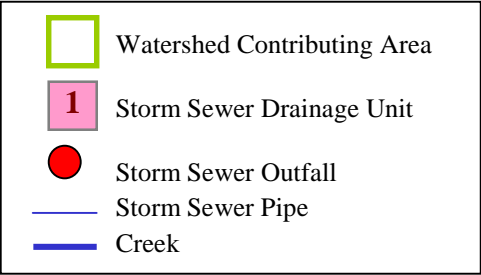 Watershed Contributing Area
1 Storm Sewer Drainage Unit
Storm Sewer Outfall
Storm Sewer Pipe
Creek